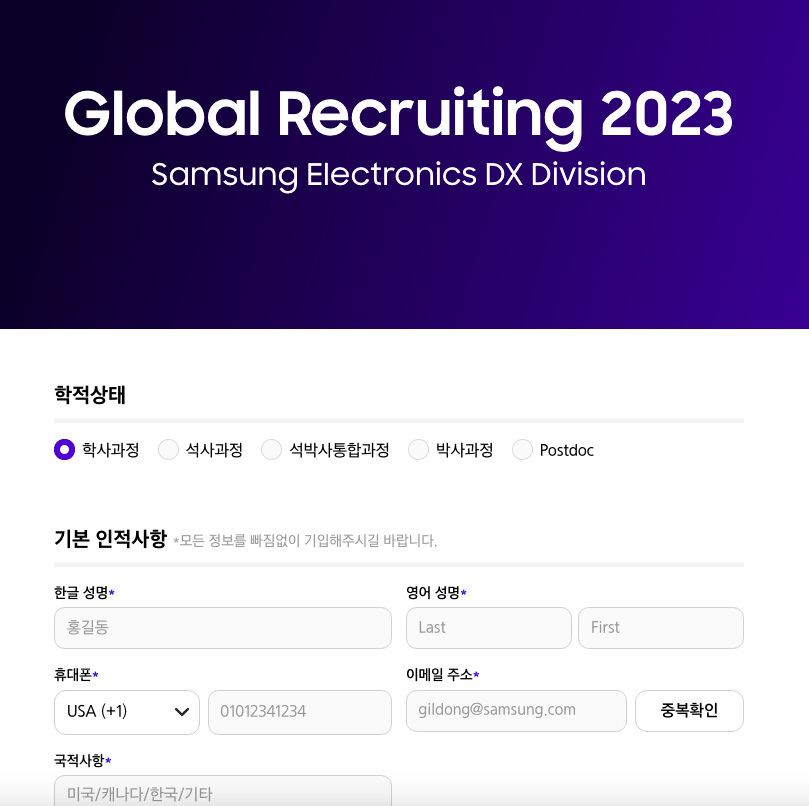 Global Recruiting 2023
Samsung Electronics DX Division
학적상태
학사과정 석사과정 석박사통합과정 박사과정 Postdoc
기본 인적사항 *모든 정보를 빠짐없이 기입해주시길 바랍니다.
한글 성명* 영어 성명*
홍길동 Last First
휴대폰* 이메일 주소*
USA (+1) 01012341234 gildong@samsung.com 중복확인
국적사항*
미국/캐나다/한국/기타